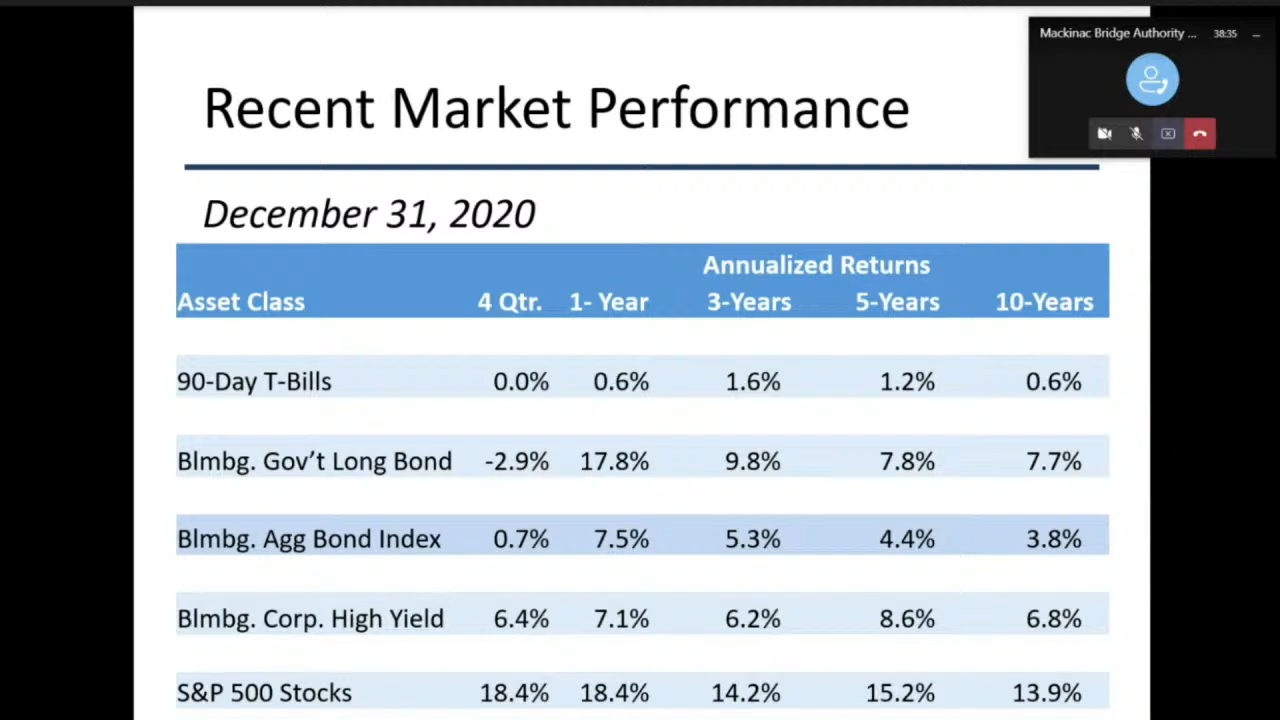 Mackinac Bridge Authority ... 38:35 ...
Recent Market Performance
December 31, 2020
Annualized Returns
Asset Class 4 Qtr. 1- Year 3-Years 5-Years 10-Years
90-Day T-Bills 0.0% 0.6% 1.6% 1.2% 0.6%
Blmbg. Gov’t Long Bond -2.9% 17.8% 9.8% 7.8% 7.7%
Blmbg. Agg Bond Index 0.7% 7.5% 5.3% 4.4% 3.8%
Blmbg. Corp. High Yield 6.4% 7.1% 6.2% 8.6% 6.8%
S&P 500 Stocks 18.4% 18.4% 14.2% 15.2% 13.9%